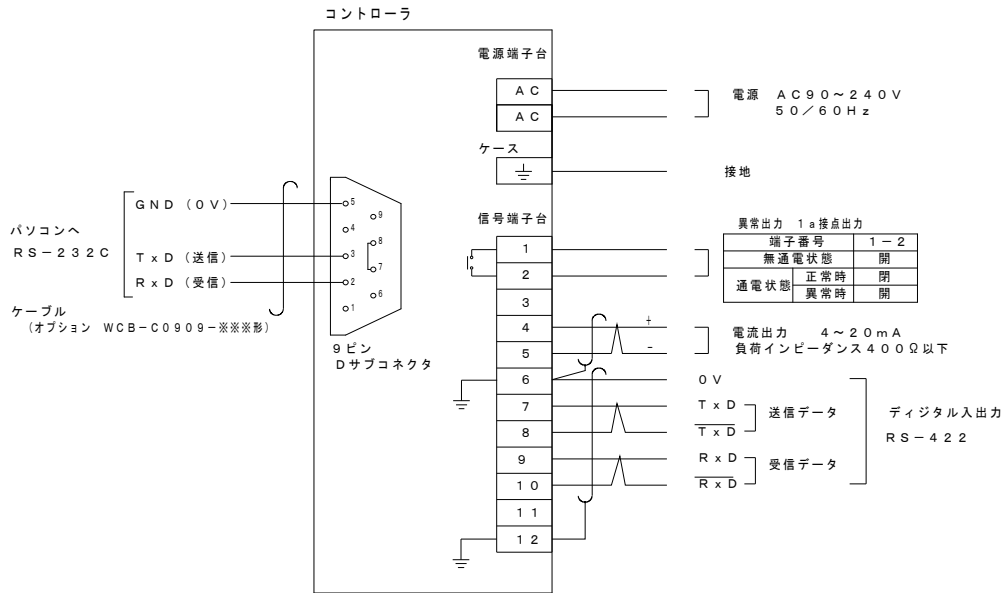 コントローラ
電源端子台
AC
AC
電源 AC90~240V
50/60Hz
ケース
接地
パソコンへ
RS-232C
GND(0V)
TxD(送信)
RxD(受信)
ケーブル
(オプション WCB-C0909-※※※形)
5
9
4
8
3
7
2
6
1
9ピン
Dサブコネクタ
信号端子台
1
2
3
4
5
6
7
8
9
10
11
12
異常出力 1a接点出力
端子番号 1-2
無通電状態 開
通電状態 正常時 閉
異常時 開
+
-
電流出力 4~20mA
負荷インピーダンス400Ω以下
0V
TxD
T̅x̅D̅
送信データ
RxD
R̅x̅D̅
受信データ
ディジタル入出力
RS-422